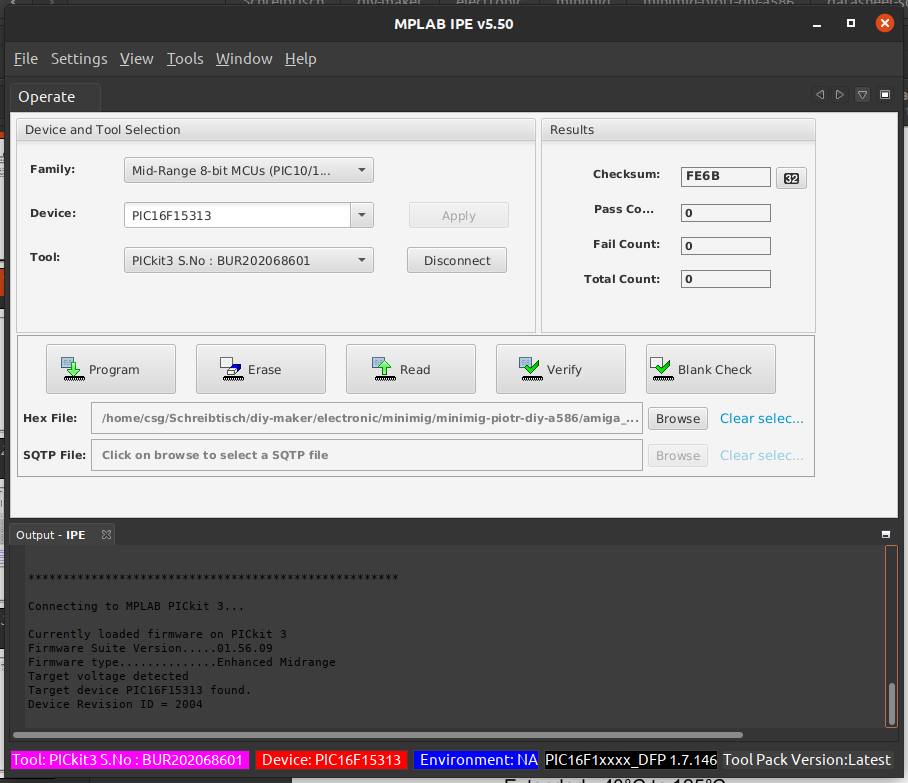 MPLAB IPE v5.50
File Settings View Tools Window Help
Operate
Device and Tool Selection
Family: Mid-Range 8-bit MCUs (PIC10/1...
Device: PIC16F15313 Apply
Tool: PICkit3 S.No : BUR202068601 Disconnect
Results
Checksum: FE6B 32
Pass Co... 0
Fail Count: 0
Total Count: 0
Program Erase Read Verify Blank Check
Hex File: /home/csg/Schreibtisch/diy-maker/electronic/minimig/minimig-piotr-diy-a586/amiga_... Browse Clear selec...
SQTP File: Click on browse to select a SQTP file Browse Clear selec...
Output - IPE
*****************************************************
Connecting to MPLAB PICkit 3...
Currently loaded firmware on PICkit 3
Firmware Suite Version.....01.56.09
Firmware type..............Enhanced Midrange
Target voltage detected
Target device PIC16F15313 found.
Device Revision ID = 2004
Tool: PICkit3 S.No : BUR202068601 Device: PIC16F15313 Environment: NA PIC16F1xxxx_DFP 1.7.146 Tool Pack Version:Latest